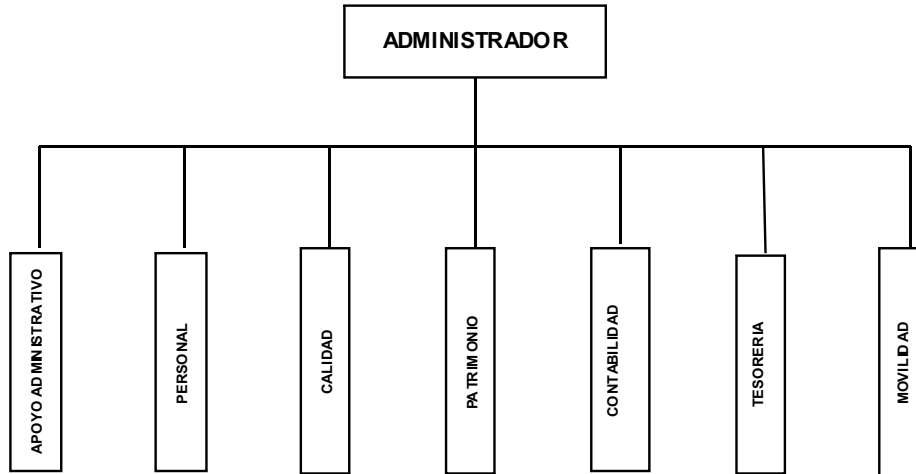 ADMINISTRADOR
APOYO ADMINISTRATIVO
PERSONAL
CALIDAD
PATRIMONIO
CONTABILIDAD
TESORERIA
MOVILIDAD